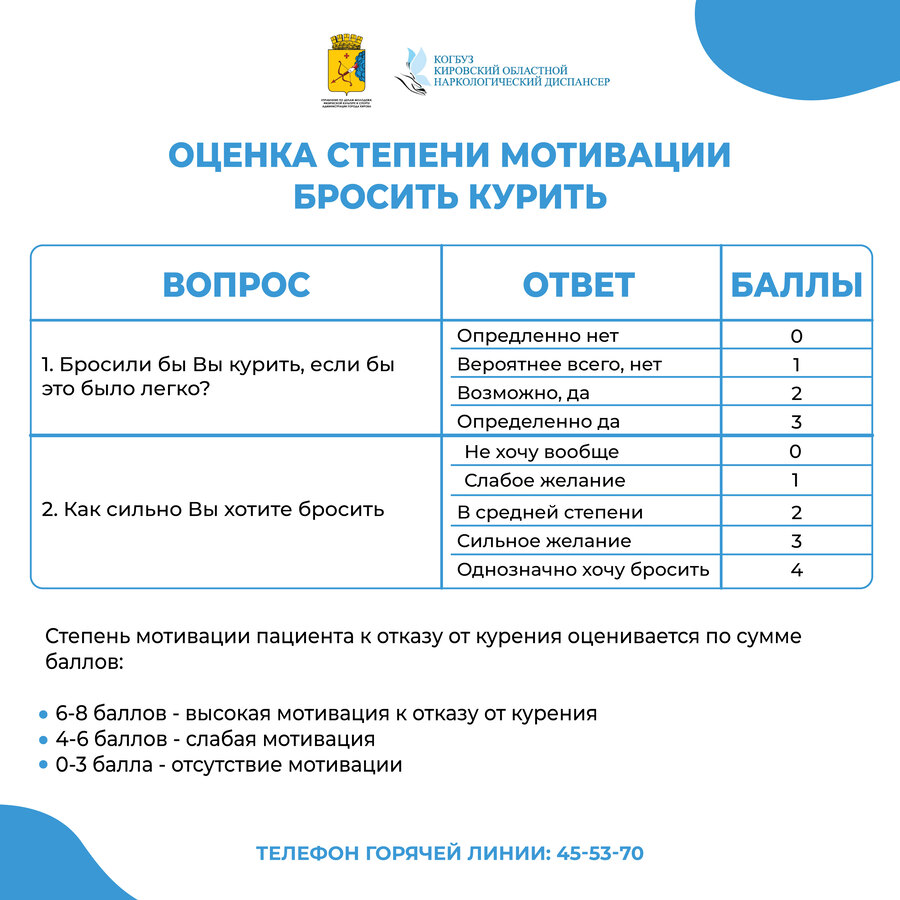 КОГБУЗ
КИРОВСКИЙ ОБЛАСТНОЙ
НАРКОЛОГИЧЕСКИЙ ДИСПАНСЕР
УПРАВЛЕНИЕ ПО ДЕЛАМ МОЛОДЕЖИ
ФИЗИЧЕСКОЙ КУЛЬТУРЕ И СПОРТУ
АДМИНИСТРАЦИИ ГОРОДА КИРОВА
ОЦЕНКА СТЕПЕНИ МОТИВАЦИИ
БРОСИТЬ КУРИТЬ
ВОПРОС ОТВЕТ БАЛЛЫ
1. Бросили бы Вы курить, если бы
это было легко?
Опредленно нет 0
Вероятнее всего, нет 1
Возможно, да 2
Определенно да 3
2. Как сильно Вы хотите бросить
Не хочу вообще 0
Слабое желание 1
В средней степени 2
Сильное желание 3
Однозначно хочу бросить 4
Степень мотивации пациента к отказу от курения оценивается по сумме
баллов:
6-8 баллов - высокая мотивация к отказу от курения
4-6 баллов - слабая мотивация
0-3 балла - отсутствие мотивации
ТЕЛЕФОН ГОРЯЧЕЙ ЛИНИИ: 45-53-70